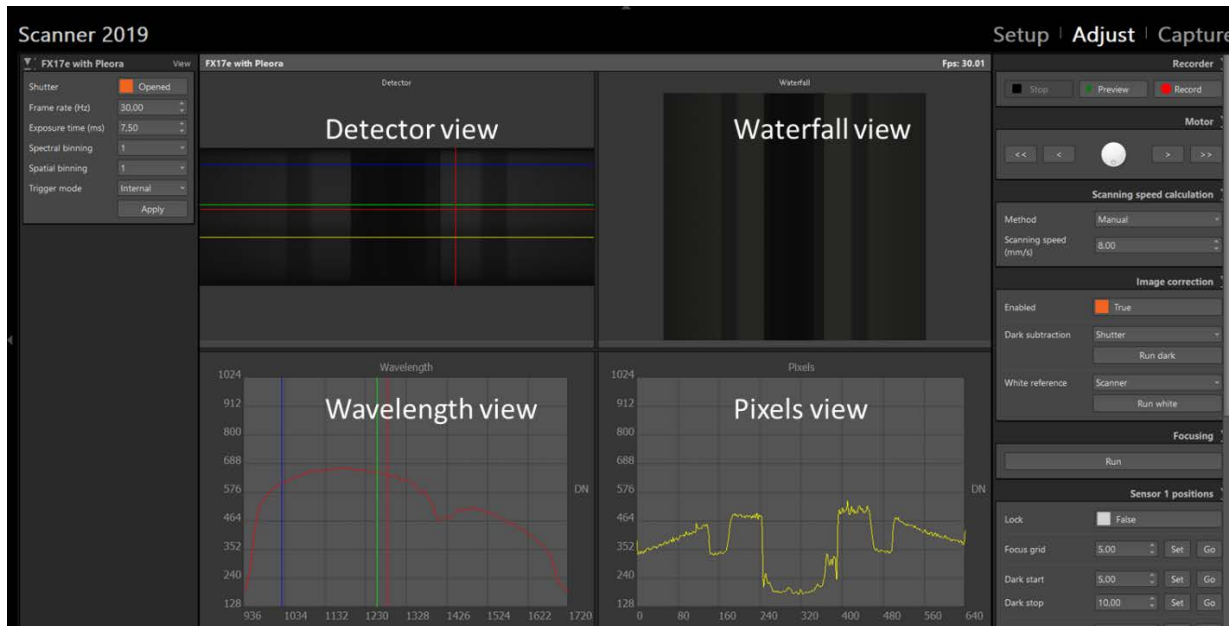 Scanner 2019
Setup Adjust Capture
FX17e with Pleora View
Shutter Opened
Frame rate (Hz) 30,00
Exposure time (ms) 7,50
Spectral binning 1
Spatial binning 1
Trigger mode Internal
Apply
FX17e with Pleora Fps: 30.01
Detector
Detector view
Waterfall
Waterfall view
Wavelength
Wavelength view
1024
912
800
688
576
464
352
240
128
936 1034 1132 1230 1328 1426 1524 1622 1720
DN
Pixels
Pixels view
1024
912
800
688
576
464
352
240
128
0 80 160 240 320 400 480 560 640
DN
Recorder
Stop Preview Record
Motor
<< < > >>
Scanning speed calculation
Method Manual
Scanning speed
(mm/s) 8.00
Image correction
Enabled True
Dark subtraction Shutter
Run dark
White reference Scanner
Run white
Focusing
Run
Sensor 1 positions
Lock False
Focus grid 5.00 Set Go
Dark start 5.00 Set Go
Dark stop 10.00 Set Go